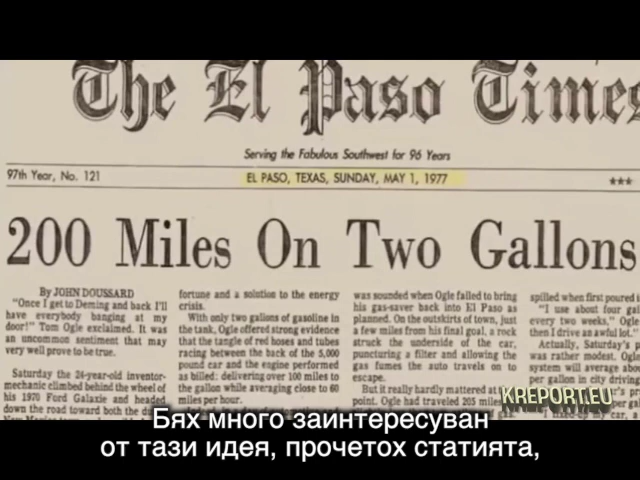 The El Paso Times
Serving the Fabulous Southwest for 96 Years
97th Year, No. 121
EL PASO, TEXAS, SUNDAY, MAY 1, 1977
***
200 Miles On Two Gallons
By JOHN DOUSSARD
"Once I get to Deming and back I'll
have everybody banging at my
door!" Tom Ogle exclaimed. It was
an uncommon sentiment that may
very well prove to be true.
Saturday the 24-year-old inventor-
mechanic climbed behind the wheel of
his 1970 Ford Galaxie and headed
down the road toward both the
fortune and a solution to the energy
crisis.
With only two gallons of gasoline in
the tank, Ogle offered strong evidence
that the tangle of red hoses and tubes
racing between the back of the 5,000
pound car and the engine performed
as billed: delivering over 100 miles to
the gallon while averaging close to 60
miles per hour.
was sounded when Ogle failed to bring
his gas-saver back into El Paso as
planned. On the outskirts of town, just
a few miles from his final goal, a rock
struck the underside of the car,
puncturing a filter and allowing the
gas fumes the auto travels on to
escape.
But it really hardly mattered at
point. Ogle had traveled 205 miles
spilled when first poured
"I use about four gal
every two weeks," Ogle
then I drive an awful lot."
Actually, Saturday's p
was rather modest. Ogle
system will average abo
per gallon in city driving
KREPORT.EU
Бях много заинтересуван
от тази идея, прочетох статията,